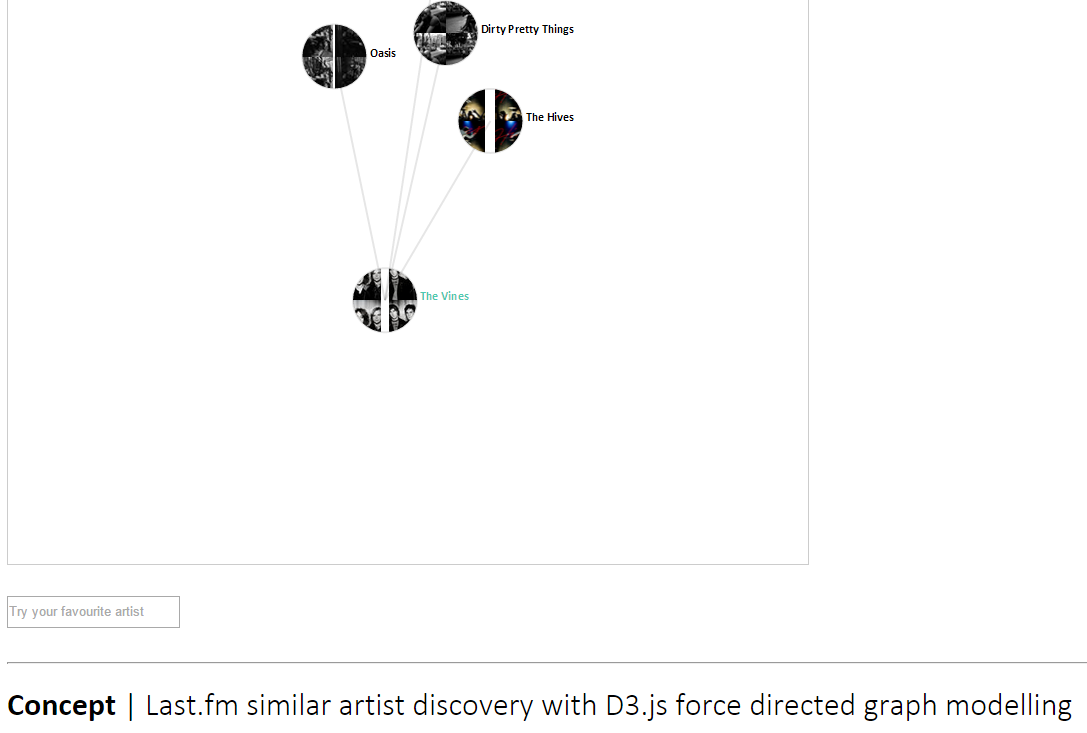 Dirty Pretty Things
Oasis
The Hives
The Vines
Try your favourite artist
Concept | Last.fm similar artist discovery with D3.js force directed graph modelling